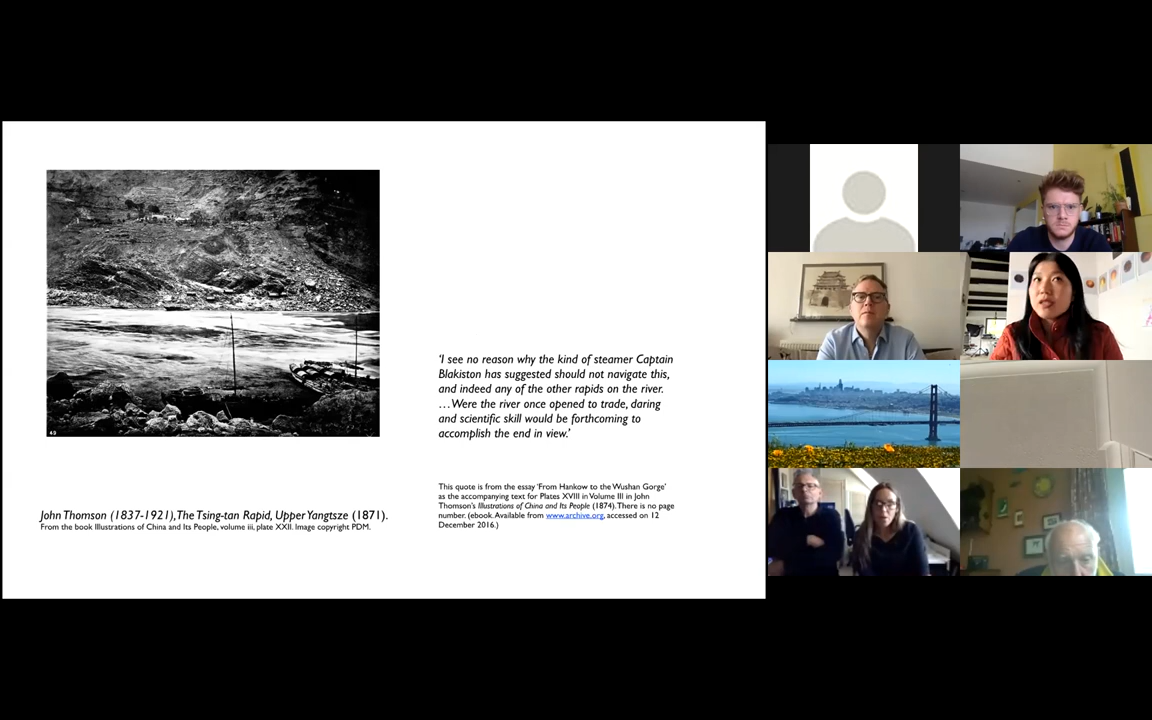 'I see no reason why the kind of steamer Captain
Blakiston has suggested should not navigate this,
and indeed any of the other rapids on the river.
…Were the river once opened to trade, daring
and scientific skill would be forthcoming to
accomplish the end in view.'
49
This quote is from the essay 'From Hankow to the Wushan Gorge'
as the accompanying text for Plates XVIII in Volume III in John
Thomson's Illustrations of China and Its People (1874). There is no page
number. (ebook. Available from www.archive.org, accessed on 12
December 2016.)
John Thomson (1837-1921), The Tsing-tan Rapid, Upper Yangtsze (1871).
From the book Illustrations of China and Its People, volume iii, plate XXII. Image copyright PDM.